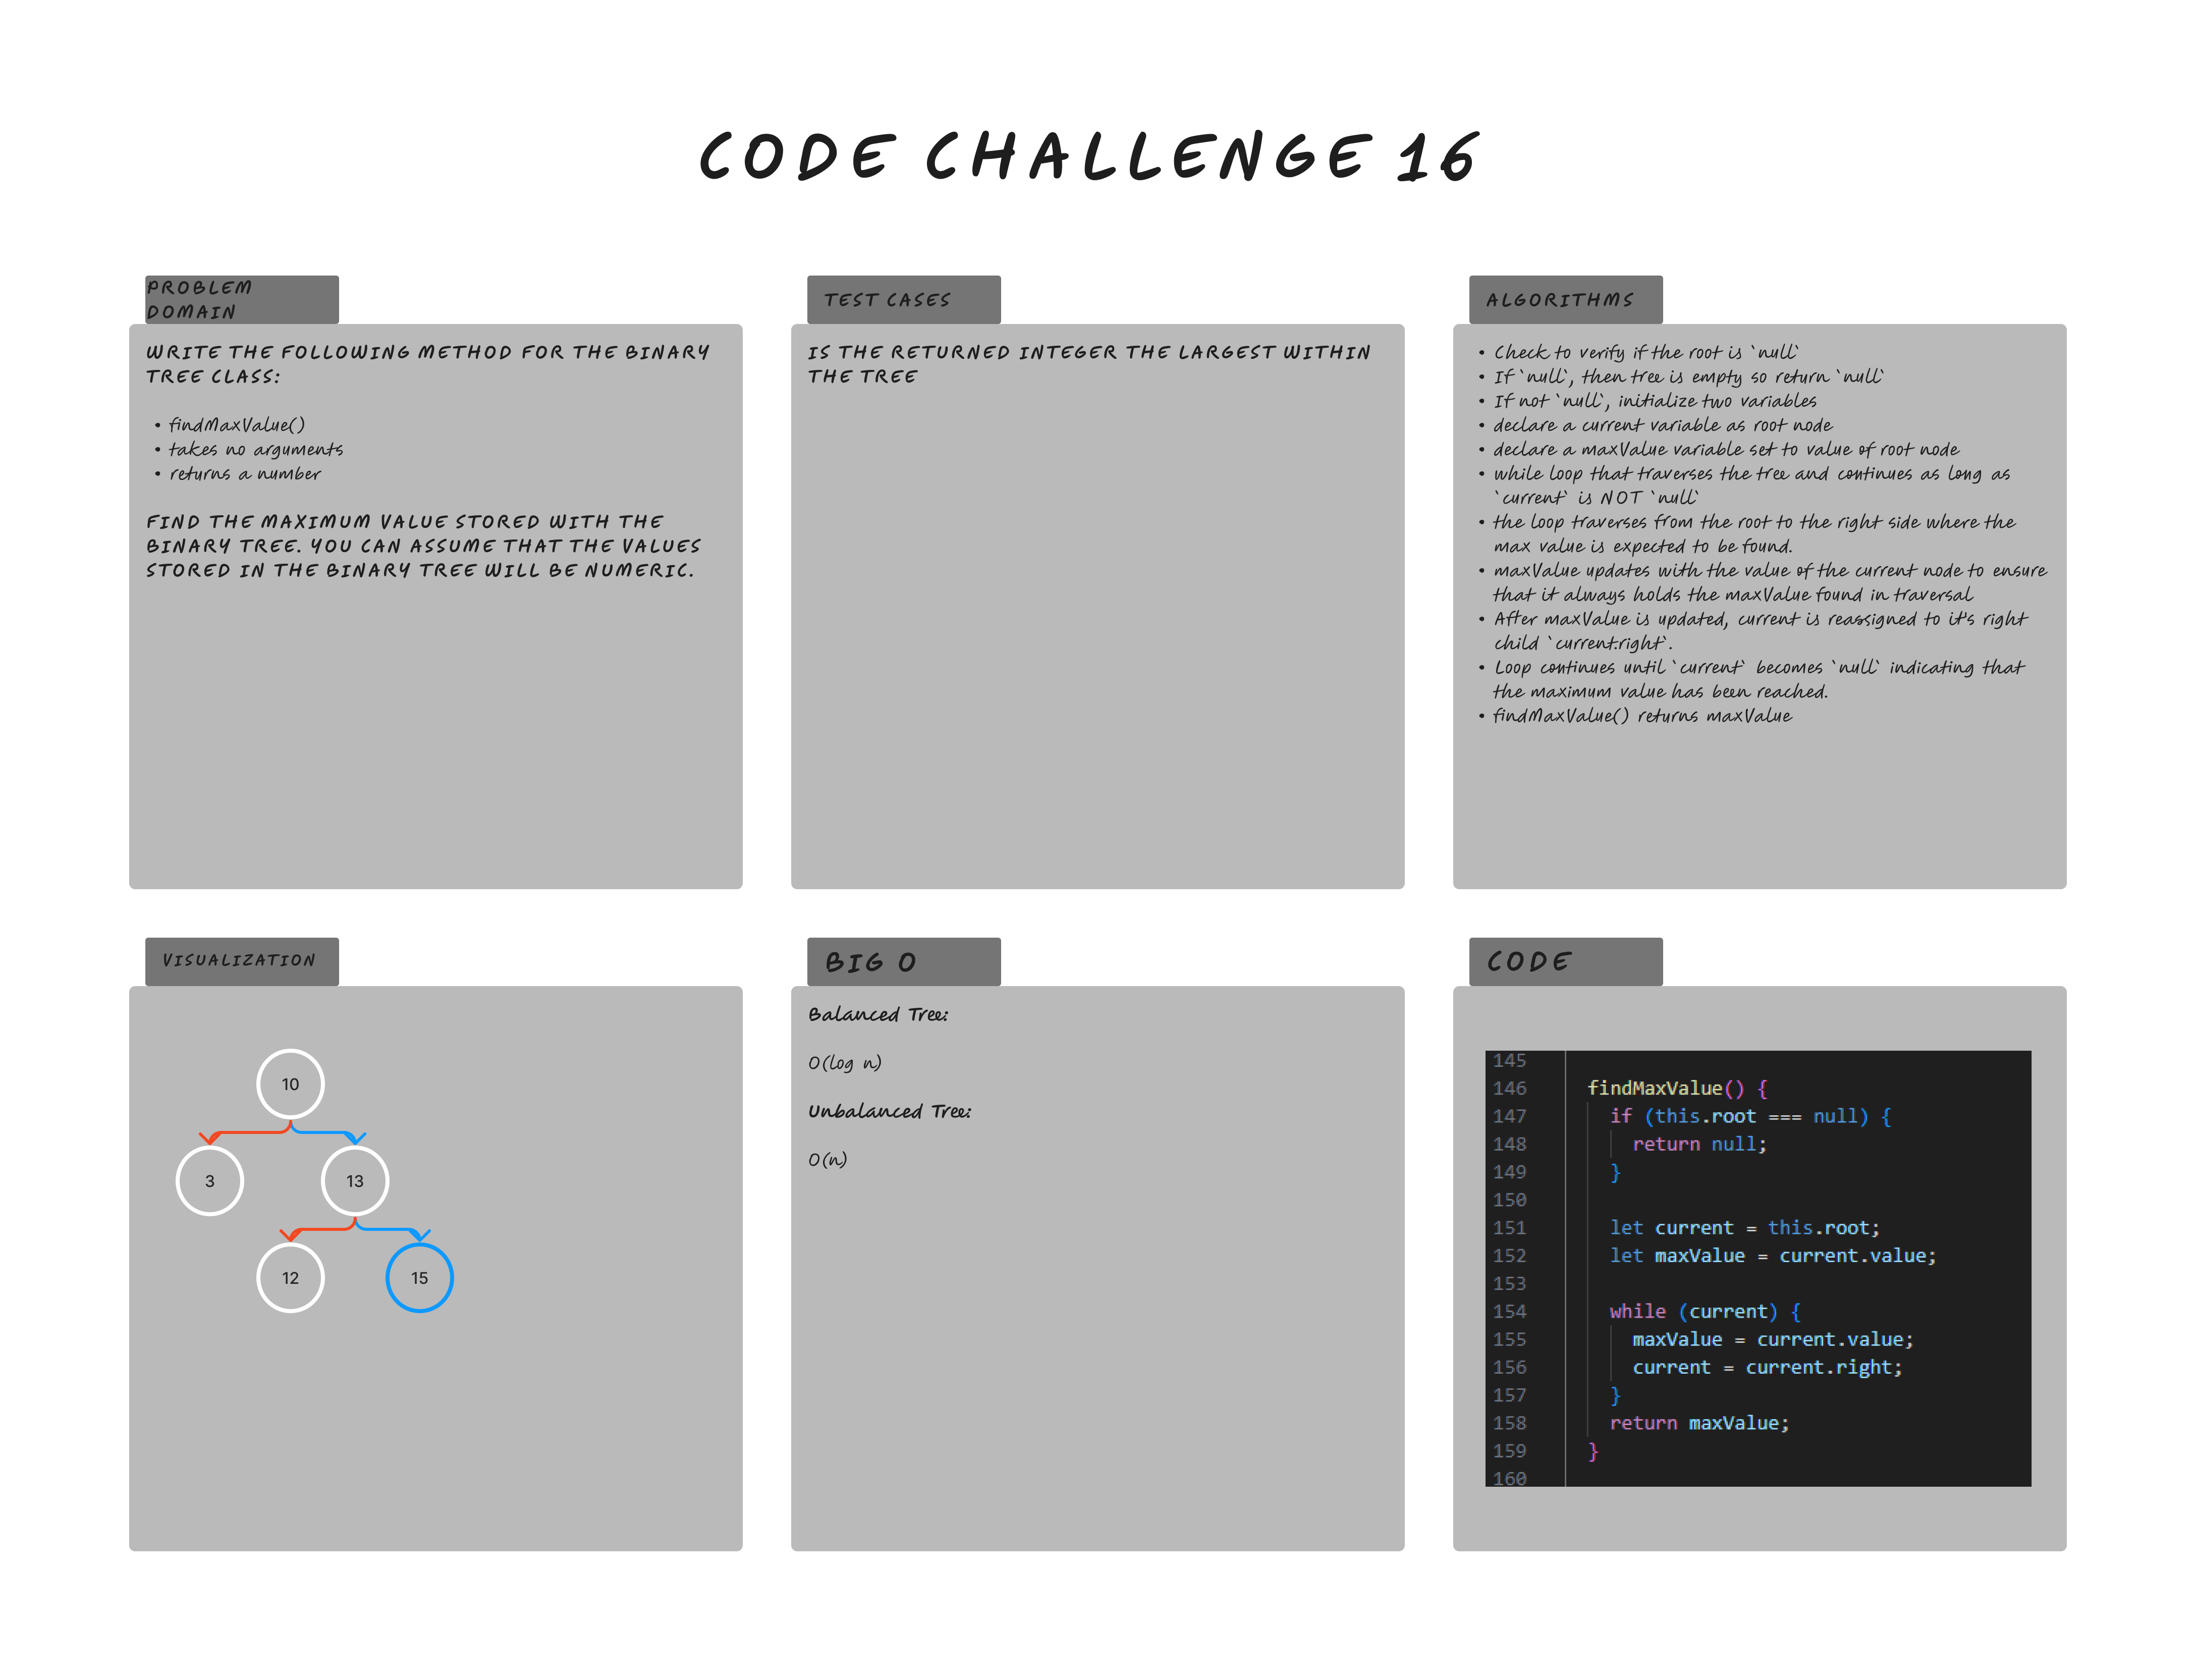 CODE CHALLENGE 16
PROBLEM
DOMAIN
WRITE THE FOLLOWING METHOD FOR THE BINARY
TREE CLASS:
• findMaxValue()
• takes no arguments
• returns a number
FIND THE MAXIMUM VALUE STORED WITH THE
BINARY TREE. YOU CAN ASSUME THAT THE VALUES
STORED IN THE BINARY TREE WILL BE NUMERIC.
TEST CASES
IS THE RETURNED INTEGER THE LARGEST WITHIN
THE TREE
ALGORITHMS
• Check to verify if the root is `null`
• If `null`, then tree is empty so return `null`
• If not `null`, initialize two variables
• declare a current variable as root node
• declare a maxValue variable set to value of root node
• while loop that traverses the tree and continues as long as
`current` is NOT `null`
• the loop traverses from the root to the right side where the
max value is expected to be found.
• maxValue updates with the value of the current node to ensure
that it always holds the maxValue found in traversal
• After maxValue is updated, current is reassigned to it's right
child `current.right`.
• Loop continues until `current` becomes `null` indicating that
the maximum value has been reached.
• findMaxValue() returns maxValue
VISUALIZATION
10
3
13
12
15
BIG O
Balanced Tree:
O(log n)
Unbalanced Tree:
O(n)
CODE
145
146 findMaxValue() {
147 if (this.root === null) {
148 return null;
149 }
150
151 let current = this.root;
152 let maxValue = current.value;
153
154 while (current) {
155 maxValue = current.value;
156 current = current.right;
157 }
158 return maxValue;
159 }
160